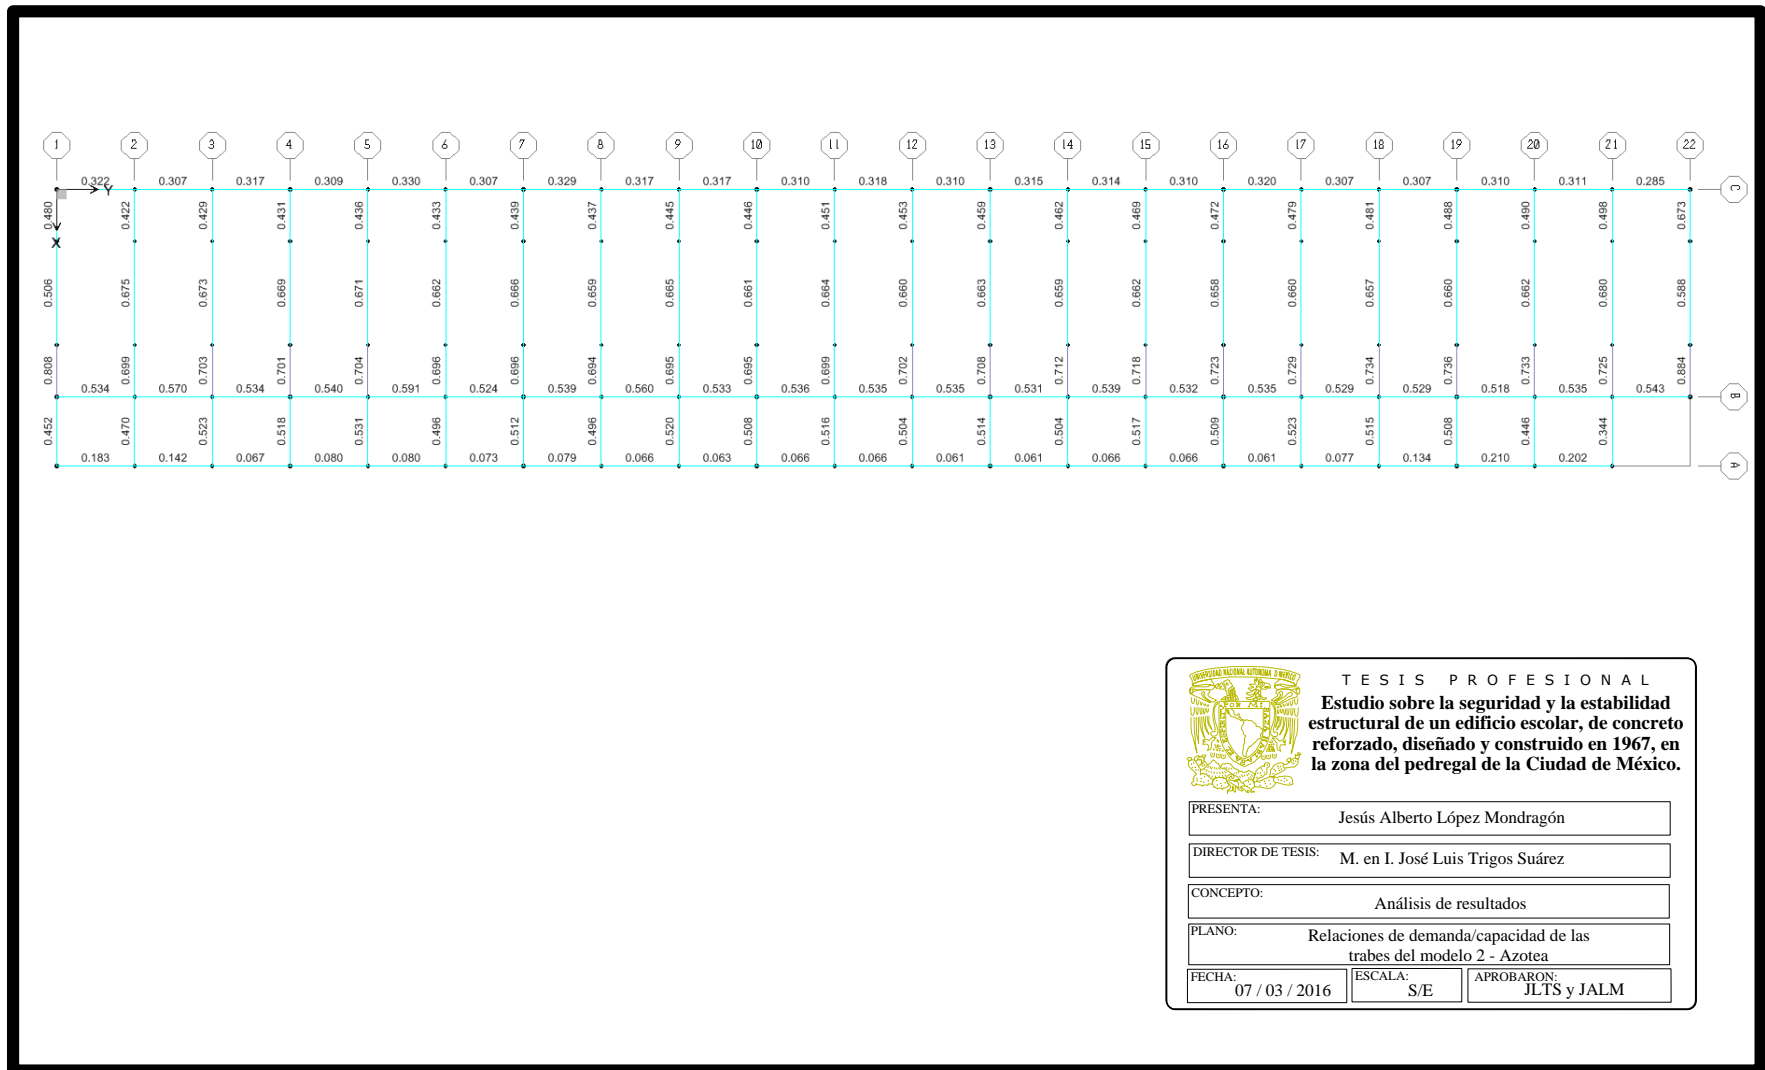 1 2 3 4 5 6 7 8 9 10 11 12 13 14 15 16 17 18 19 20 21 22
0.322 0.307 0.317 0.309 0.330 0.307 0.329 0.317 0.317 0.310 0.318 0.310 0.315 0.314 0.310 0.320 0.307 0.307 0.310 0.311 0.285
Y C
0.480 0.422 0.429 0.431 0.436 0.433 0.439 0.437 0.445 0.446 0.451 0.453 0.459 0.462 0.469 0.472 0.479 0.481 0.488 0.490 0.498 0.673
X
0.506 0.675 0.673 0.669 0.671 0.662 0.666 0.659 0.665 0.661 0.664 0.660 0.663 0.659 0.662 0.658 0.660 0.657 0.660 0.662 0.680 0.588
0.808 0.699 0.703 0.701 0.704 0.696 0.696 0.694 0.695 0.695 0.699 0.702 0.708 0.712 0.718 0.723 0.729 0.734 0.736 0.733 0.725 0.884
0.534 0.570 0.534 0.540 0.591 0.524 0.539 0.560 0.533 0.536 0.535 0.535 0.531 0.539 0.532 0.535 0.529 0.529 0.518 0.535 0.543
B
0.452 0.470 0.523 0.518 0.531 0.496 0.512 0.496 0.520 0.508 0.516 0.504 0.514 0.504 0.517 0.509 0.523 0.515 0.508 0.446 0.344
0.183 0.142 0.067 0.080 0.080 0.073 0.079 0.066 0.063 0.066 0.066 0.061 0.061 0.066 0.066 0.061 0.077 0.134 0.210 0.202
A
TESIS PROFESIONAL
Estudio sobre la seguridad y la estabilidad
estructural de un edificio escolar, de concreto
reforzado, diseñado y construido en 1967, en
la zona del pedregal de la Ciudad de México.
PRESENTA: Jesús Alberto López Mondragón
DIRECTOR DE TESIS: M. en I. José Luis Trigos Suárez
CONCEPTO: Análisis de resultados
PLANO: Relaciones de demanda/capacidad de las
trabes del modelo 2 - Azotea
FECHA: 07 / 03 / 2016
ESCALA: S/E
APROBARON: JLTS y JALM